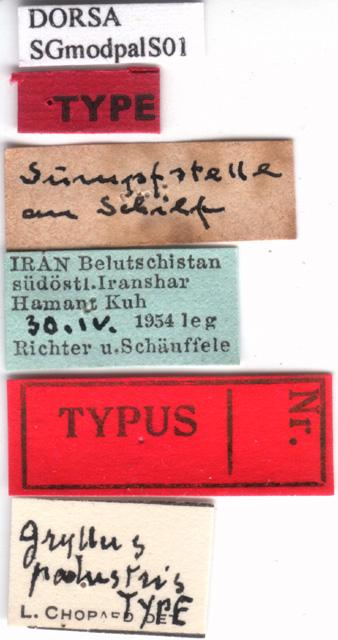 DORSA
SGmodpalS01
TYPE
Sumpfstelle
am Schilf
IRAN Belutschistan
südöstl.Iranshar
Hamant Kuh
30.IV. 1954 leg
Richter u.Schäuffele
TYPUS
Nr.
Gryllus
palustris
TYPE
L. CHOPARD DET